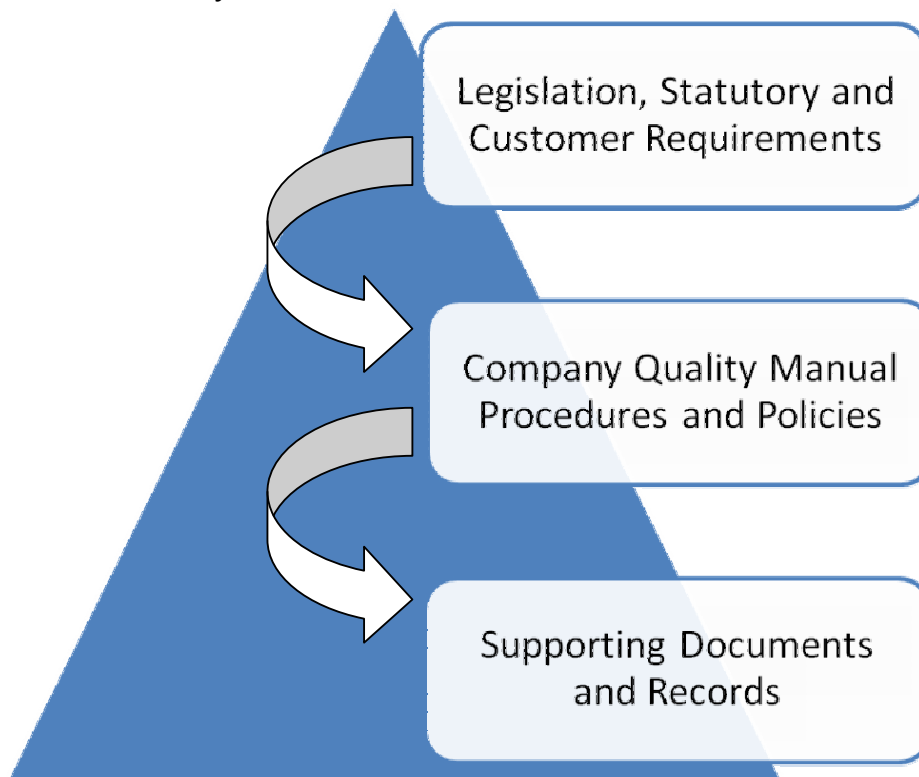 Legislation, Statutory and
Customer Requirements
Company Quality Manual
Procedures and Policies
Supporting Documents
and Records